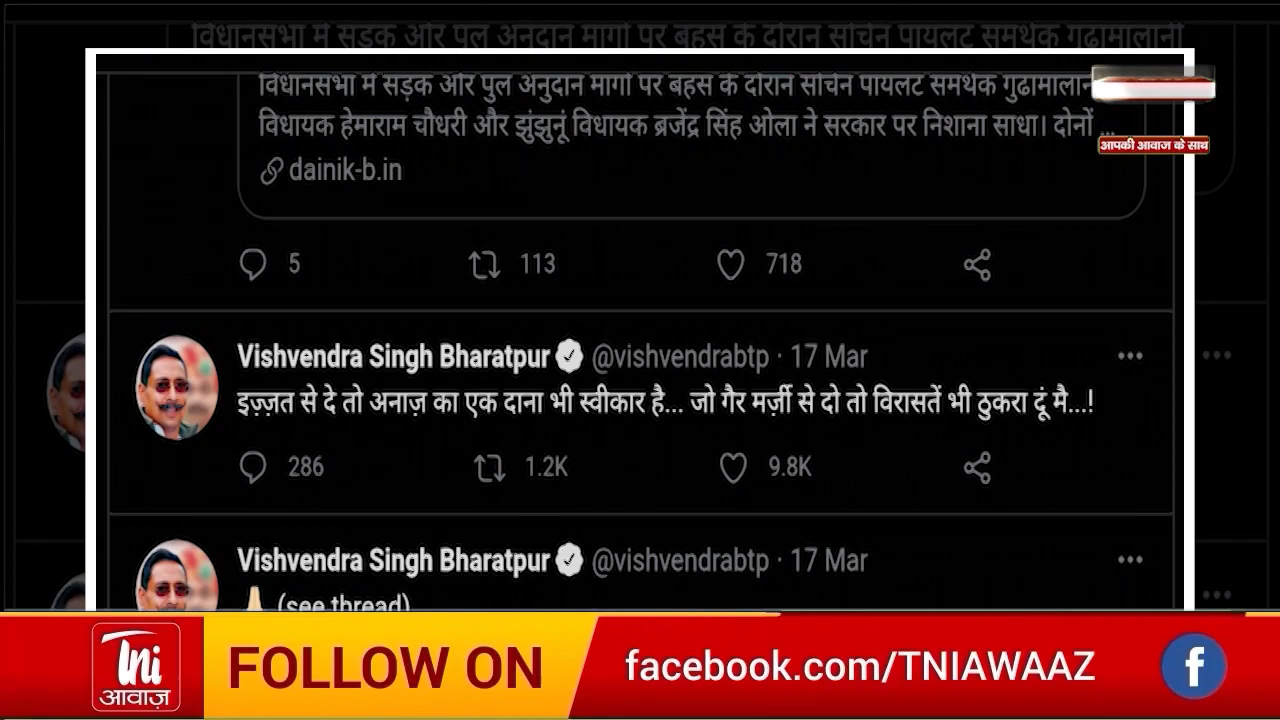 विधानसभा में सड़क और पुल अनुदान मांगों पर बहस के दौरान सचिन पायलट समर्थक गुढामालानी
विधानसभा में सड़क और पुल अनुदान मांगों पर बहस के दौरान सचिन पायलट समर्थक गुढामालान
विधायक हेमाराम चौधरी और झुंझुनूं विधायक ब्रजेंद्र सिंह ओला ने सरकार पर निशाना साधा। दोनों ...
आपकी आवाज के साथ
dainik-b.in
5 113 718
Vishvendra Singh Bharatpur @vishvendrabtp · 17 Mar
इज़्ज़त से दे तो अनाज़ का एक दाना भी स्वीकार है... जो गैर मर्ज़ी से दो तो विरासतें भी ठुकरा दूं मै...!
286 1.2K 9.8K
Vishvendra Singh Bharatpur @vishvendrabtp · 17 Mar
(see thread)
Tni
आवाज़
FOLLOW ON
facebook.com/TNIAWAAZ
f